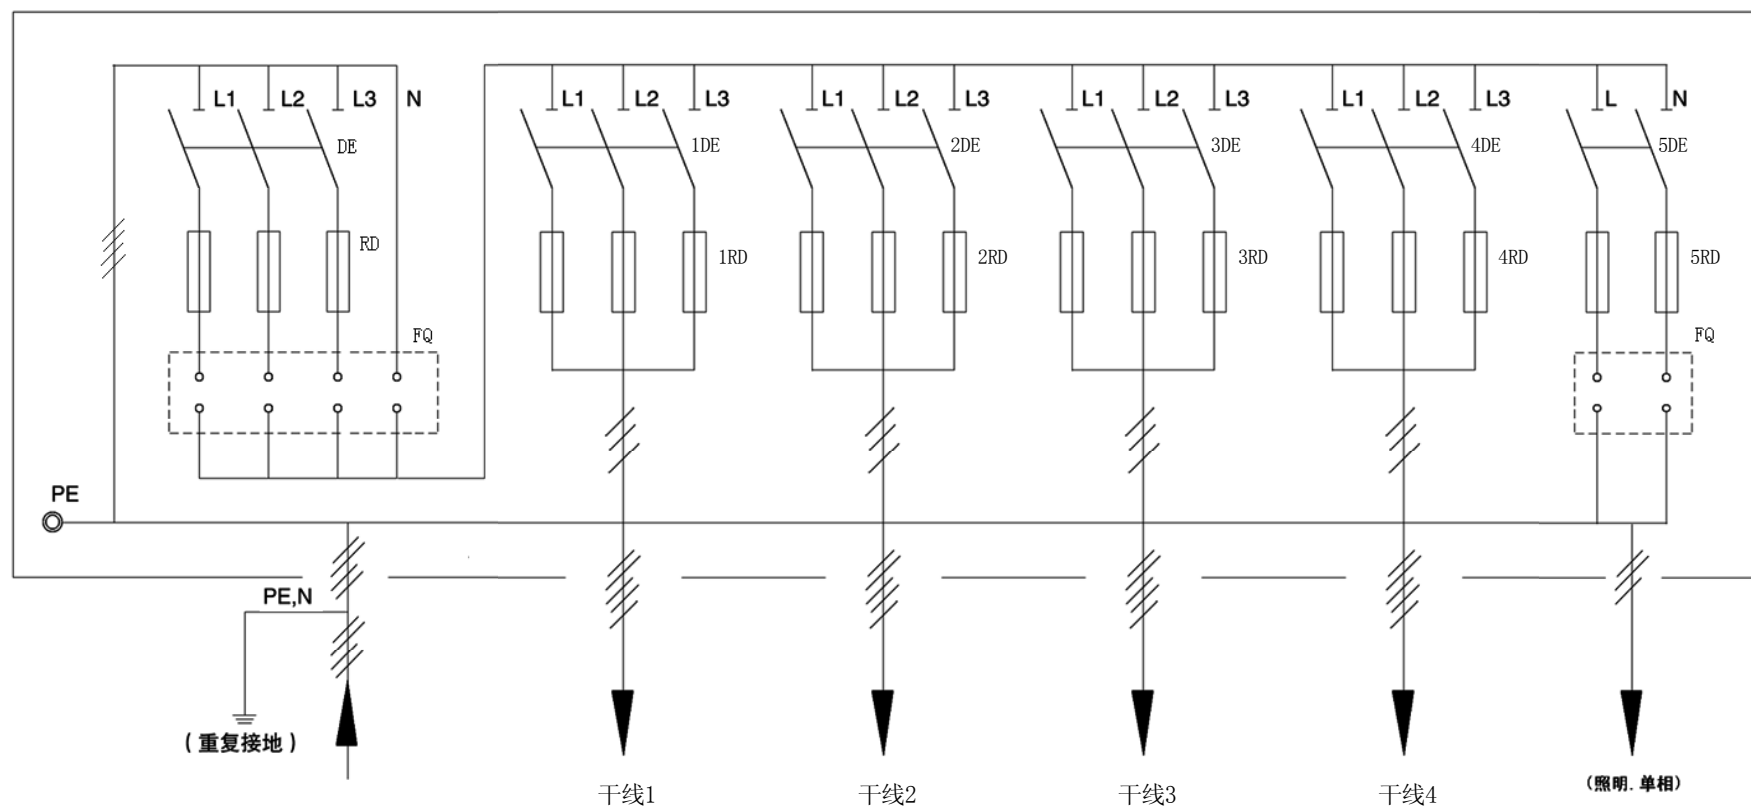 L1 L2 L3 N L1 L2 L3 L1 L2 L3 L1 L2 L3 L1 L2 L3 L N
DE 1DE 2DE 3DE 4DE 5DE
RD 1RD 2RD 3RD 4RD 5RD
FQ FQ
PE
PE,N
(重复接地)
干线1 干线2 干线3 干线4 (照明.单相)